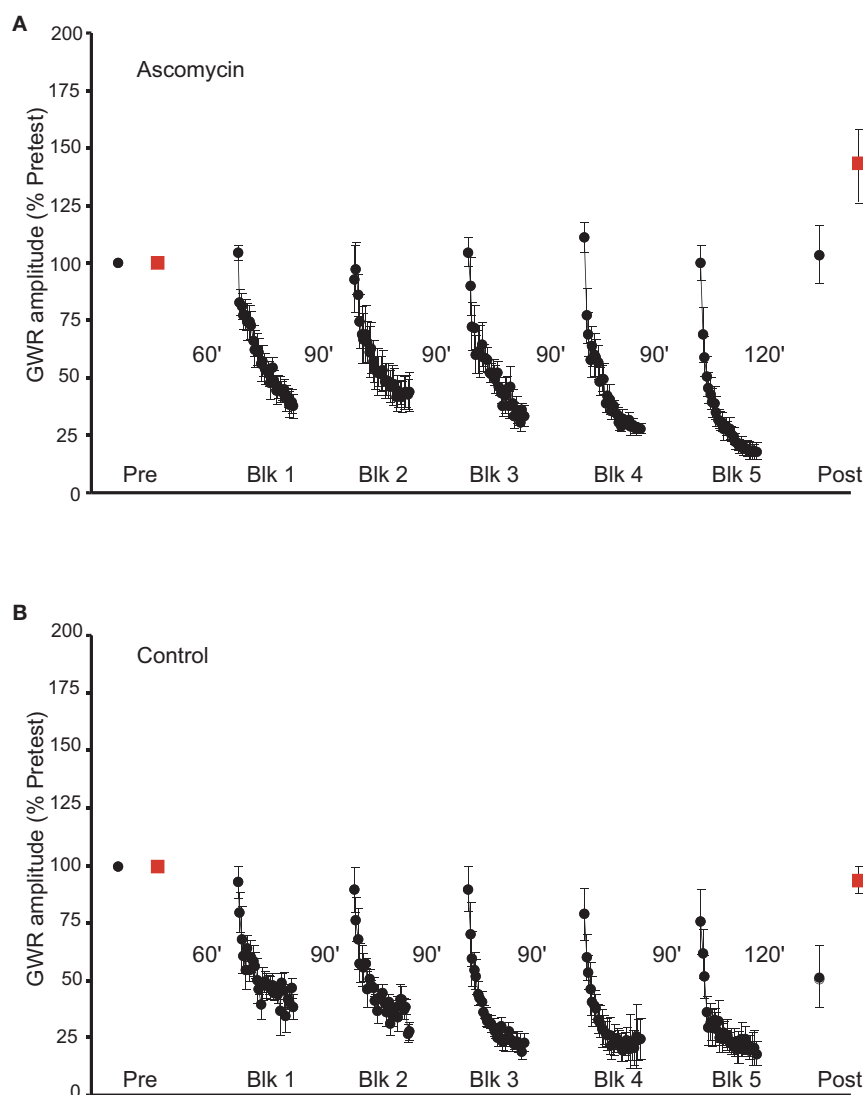 A
200
Ascomycin
175
150
125
100
75
50
25
0
GWR amplitude (% Pretest)
60' 90' 90' 90' 90' 120'
Pre Blk 1 Blk 2 Blk 3 Blk 4 Blk 5 Post
B
200
Control
175
150
125
100
75
50
25
0
GWR amplitude (% Pretest)
60' 90' 90' 90' 90' 120'
Pre Blk 1 Blk 2 Blk 3 Blk 4 Blk 5 Post